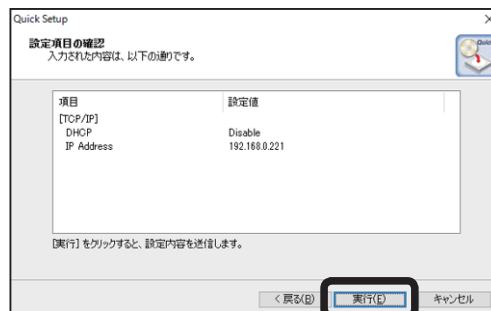 Quick Setup
設定項目の確認
入力された内容は、以下の通りです。
Quick
項目 設定値
[TCP/IP]
DHCP Disable
IP Address 192.168.0.221
[実行] をクリックすると、設定内容を送信します。
< 戻る(B) 実行(E) キャンセル